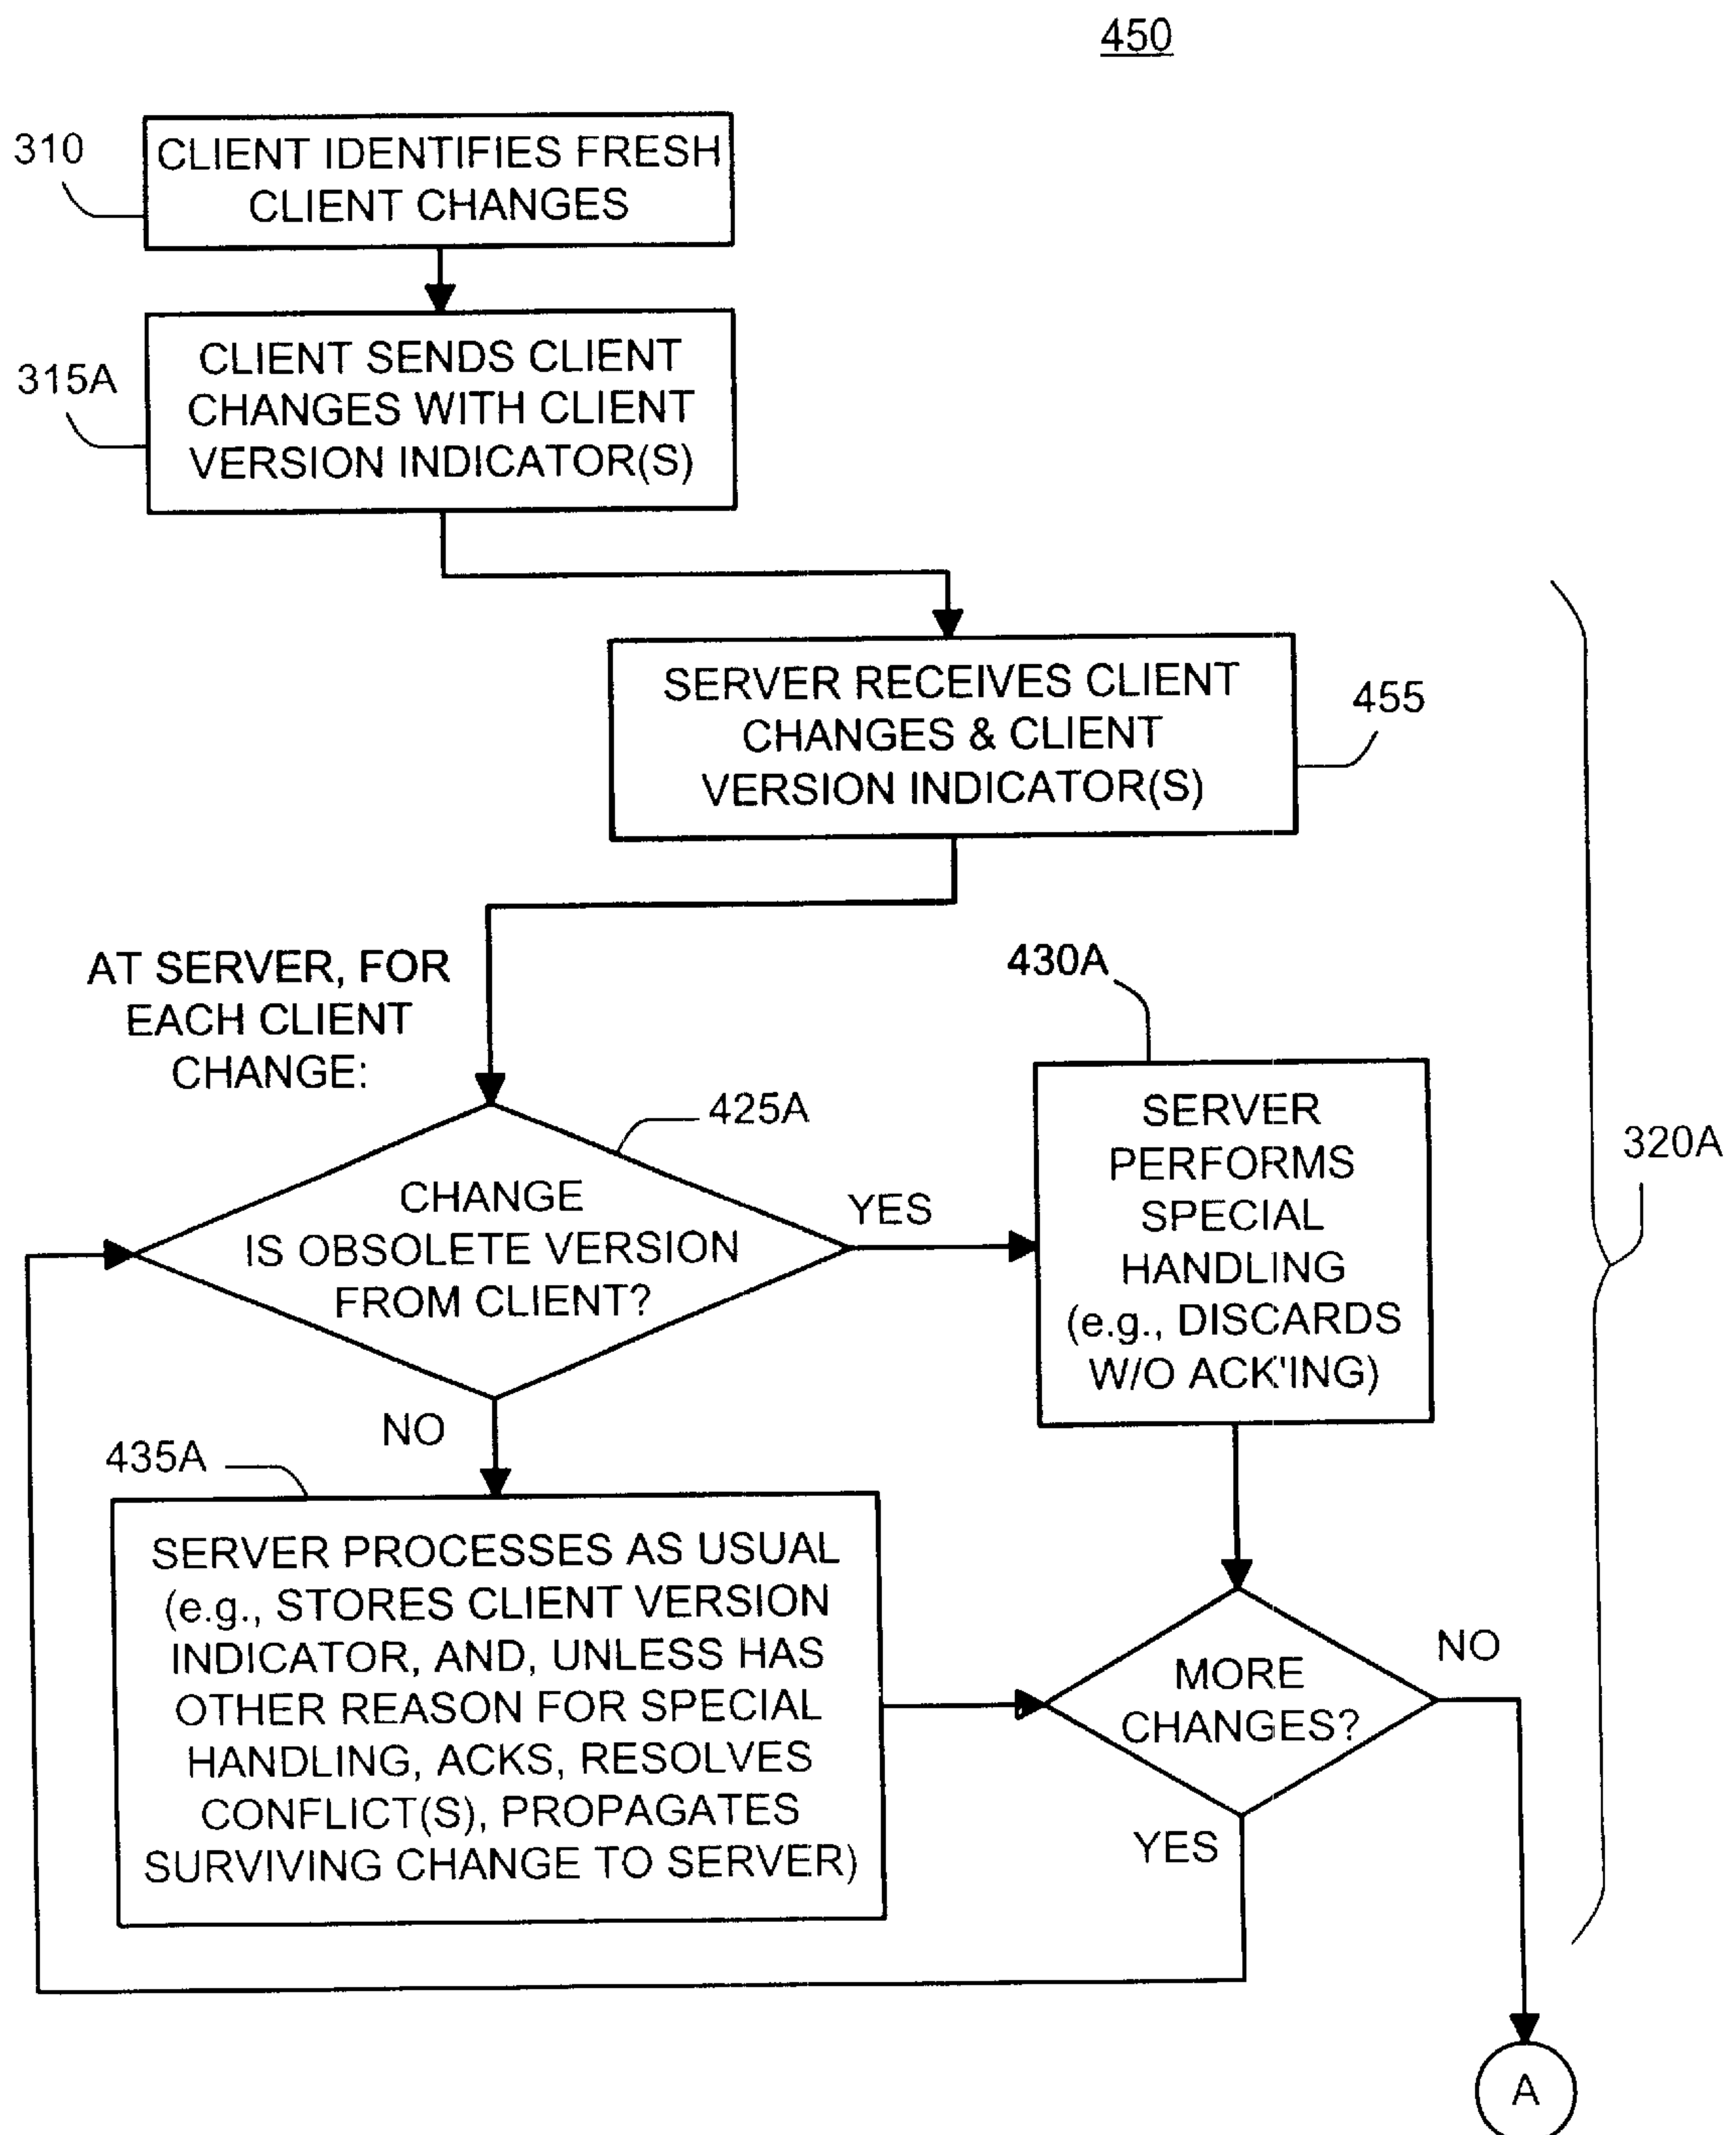 450
310
CLIENT IDENTIFIES FRESH
CLIENT CHANGES
315A
CLIENT SENDS CLIENT
CHANGES WITH CLIENT
VERSION INDICATOR(S)
SERVER RECEIVES CLIENT
CHANGES & CLIENT
VERSION INDICATOR(S)
455
AT SERVER, FOR
EACH CLIENT
CHANGE:
425A
CHANGE
IS OBSOLETE VERSION
FROM CLIENT?
YES
NO
430A
SERVER
PERFORMS
SPECIAL
HANDLING
(e.g., DISCARDS
W/O ACK'ING)
320A
435A
SERVER PROCESSES AS USUAL
(e.g., STORES CLIENT VERSION
INDICATOR, AND, UNLESS HAS
OTHER REASON FOR SPECIAL
HANDLING, ACKS, RESOLVES
CONFLICT(S), PROPAGATES
SURVIVING CHANGE TO SERVER)
MORE
CHANGES?
NO
YES
A